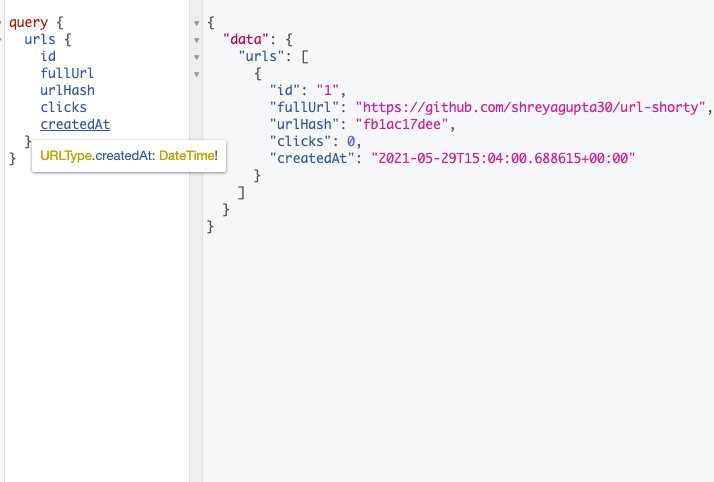 query {
urls {
id
fullUrl
urlHash
clicks
createdAt
}
URLType.createdAt: DateTime!
}
{
"data": {
"urls": [
{
"id": "1",
"fullUrl": "https://github.com/shreyagupta30/url-shorty",
"urlHash": "fb1ac17dee",
"clicks": 0,
"createdAt": "2021-05-29T15:04:00.688615+00:00"
}
]
}
}